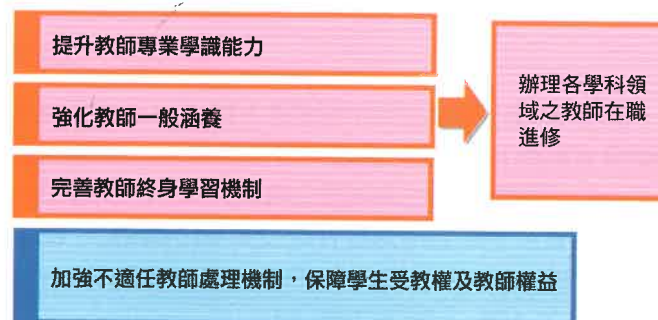 提升教師專業學識能力
強化教師一般涵養
完善教師終身學習機制
辦理各學科領
域之教師在職
進修
加強不適任教師處理機制，保障學生受教權及教師權益